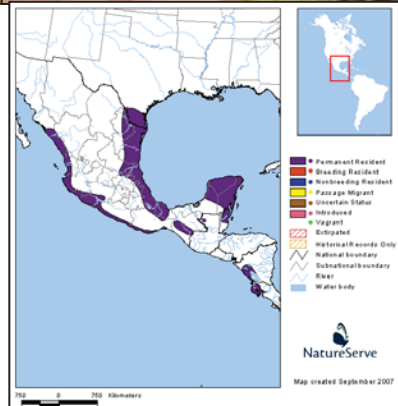 Permanent Resident
Breeding Resident
Nonbreeding Resident
Passage Migrant
Uncertain Status
Introduced
Vagrant
Extirpated
Historical Records Only
National boundary
Subnational boundary
River
Water body
NatureServe
Map created September 2007
750 0 750 Kilometers